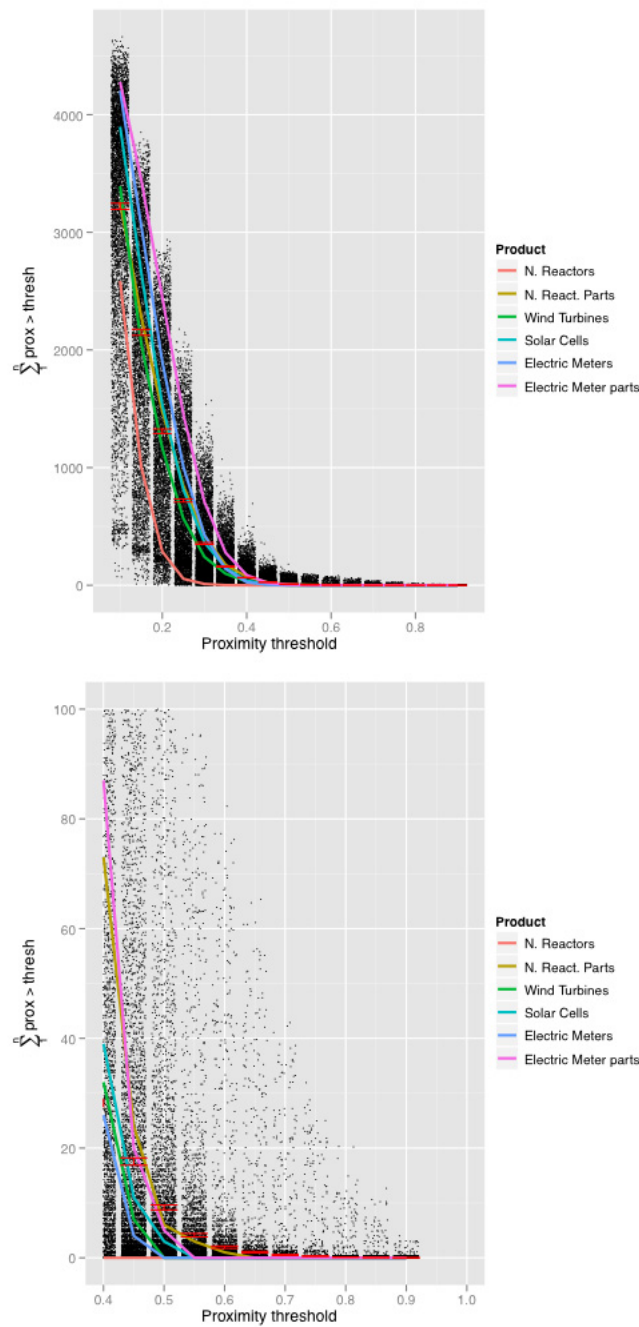 4000
3000
2000
1000
0
n
∑ prox > thresh
1
0.2 0.4 0.6 0.8
Proximity threshold
Product
N. Reactors
N. React. Parts
Wind Turbines
Solar Cells
Electric Meters
Electric Meter parts
100
80
60
40
20
0
n
∑ prox > thresh
1
0.4 0.5 0.6 0.7 0.8 0.9 1.0
Proximity threshold
Product
N. Reactors
N. React. Parts
Wind Turbines
Solar Cells
Electric Meters
Electric Meter parts